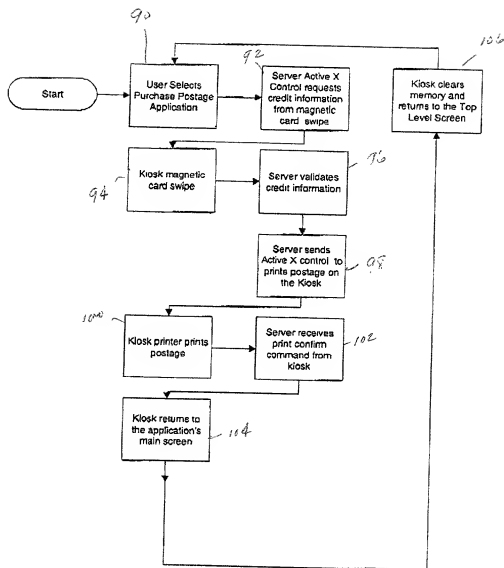 90
92
106
Start
User Selects
Purchase Postage
Application
Server Active X
Control requests
credit information
from magnetic
card swipe
Kiosk clears
memory and
returns to the Top
Level Screen
94
Kiosk magnetic
card swipe
Server validates
credit information
96
Server sends
Active X control to
prints postage on
the Kiosk
98
100
Kiosk printer prints
postage
Server receives
print confirm
command from
kiosk
102
Kiosk returns to
the application's
main screen
104